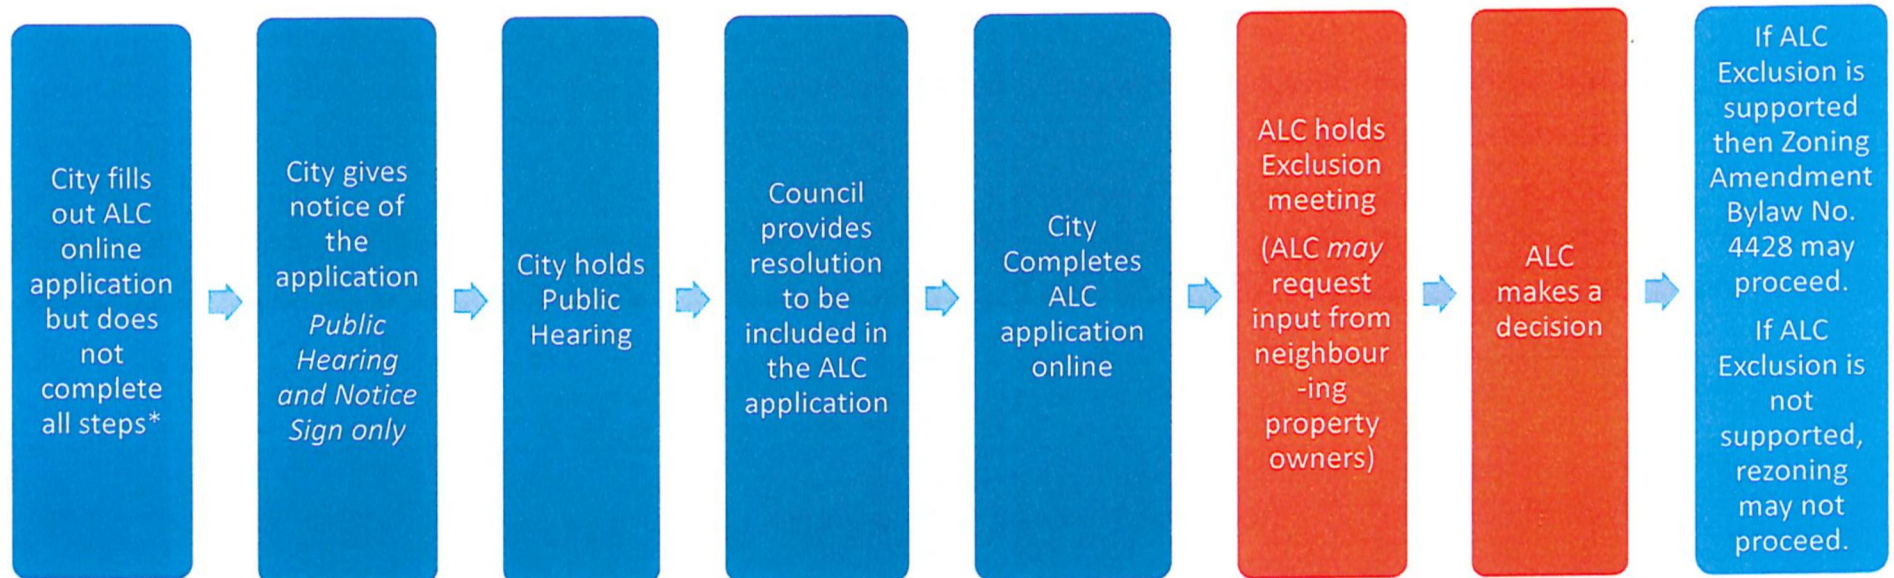 City fills
out ALC
online
application
but does
not
complete
all steps*
City gives
notice of
the
application
Public
Hearing
and Notice
Sign only
City holds
Public
Hearing
Council
provides
resolution
to be
included in
the ALC
application
City
Completes
ALC
application
online
ALC holds
Exclusion
meeting
(ALC may
request
input from
neighbour
-ing
property
owners)
ALC
makes a
decision
If ALC
Exclusion is
supported
then Zoning
Amendment
Bylaw No.
4428 may
proceed.
If ALC
Exclusion is
not
supported,
rezoning
may not
proceed.